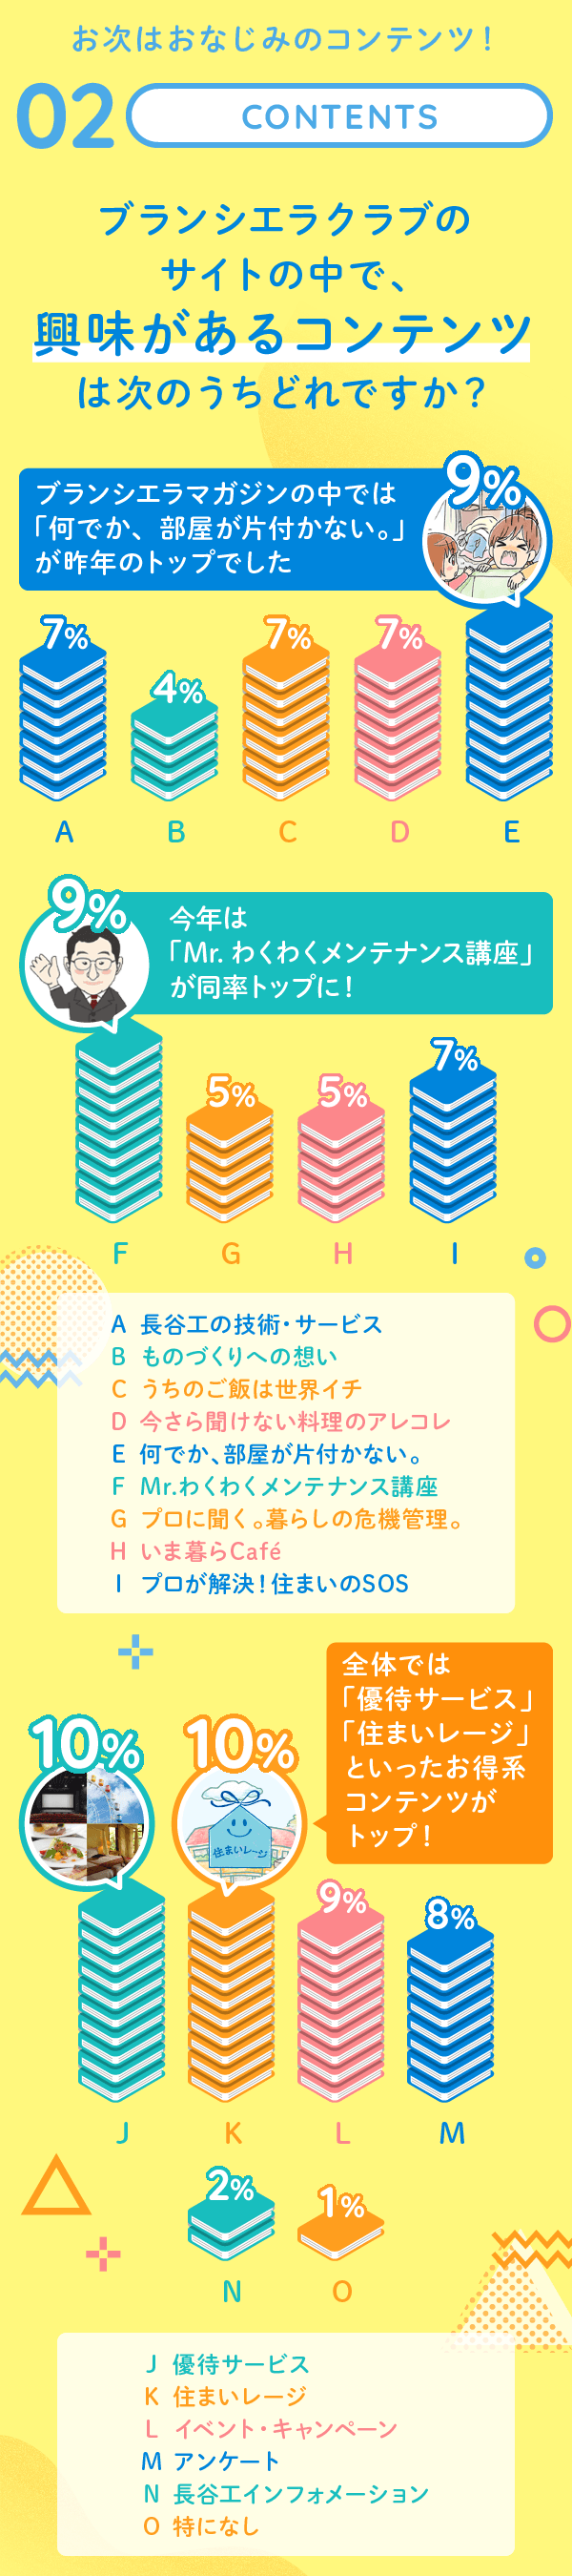 お次はおなじみのコンテンツ！
02 CONTENTS
ブランシエラクラブの
サイトの中で、
興味があるコンテンツ
は次のうちどれですか？
9%
ブランシエラマガジンの中では
「何でか、部屋が片付かない。」
が昨年のトップでした
7%
4%
7%
7%
A
B
C
D
E
9%
今年は
「Mr. わくわくメンテナンス講座」
が同率トップに！
5%
5%
7%
F
G
H
I
A 長谷工の技術・サービス
B ものづくりへの想い
C うちのご飯は世界イチ
D 今さら聞けない料理のアレコレ
E 何でか、部屋が片付かない。
F Mr.わくわくメンテナンス講座
G プロに聞く。暮らしの危機管理。
H いま暮らCafé
I プロが解決！住まいのSOS
全体では
「優待サービス」
「住まいレージ」
といったお得系
コンテンツが
トップ！
10%
10%
住まいレージ
9%
8%
J
K
L
M
2%
1%
N
O
J 優待サービス
K 住まいレージ
L イベント・キャンペーン
M アンケート
N 長谷工インフォメーション
O 特になし